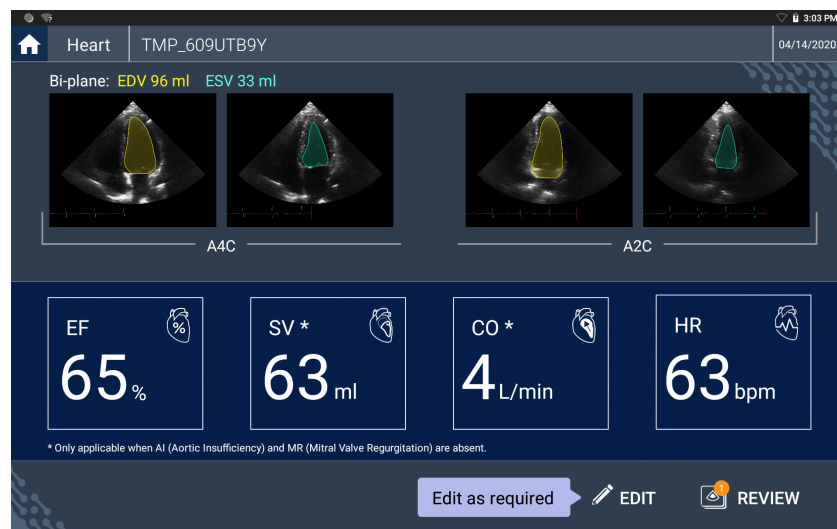 3:03 PM
Heart TMP_609UTB9Y 04/14/2020
Bi-plane: EDV 96 ml ESV 33 ml
A4C A2C
EF % SV * CO * HR
65 % 63 ml 4 L/min 63 bpm
* Only applicable when AI (Aortic Insufficiency) and MR (Mitral Valve Regurgitation) are absent.
Edit as required EDIT 1 REVIEW